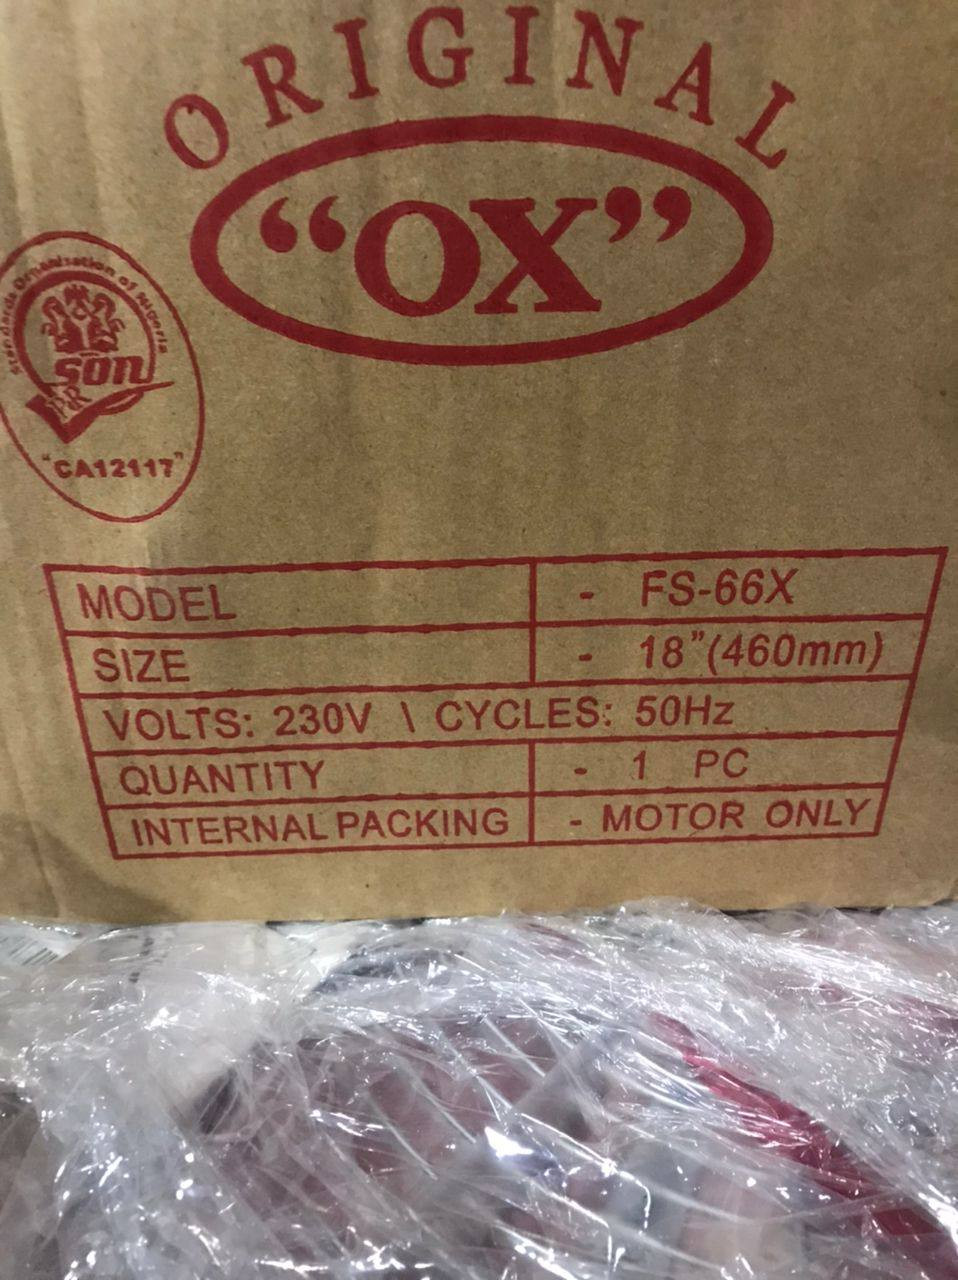 ORIGINAL
“OX”
Standards Organisation of Nigeria
SON
"CA12117"
MODEL - FS-66X
SIZE - 18”(460mm)
VOLTS: 230V \ CYCLES: 50Hz
QUANTITY - 1 PC
INTERNAL PACKING - MOTOR ONLY